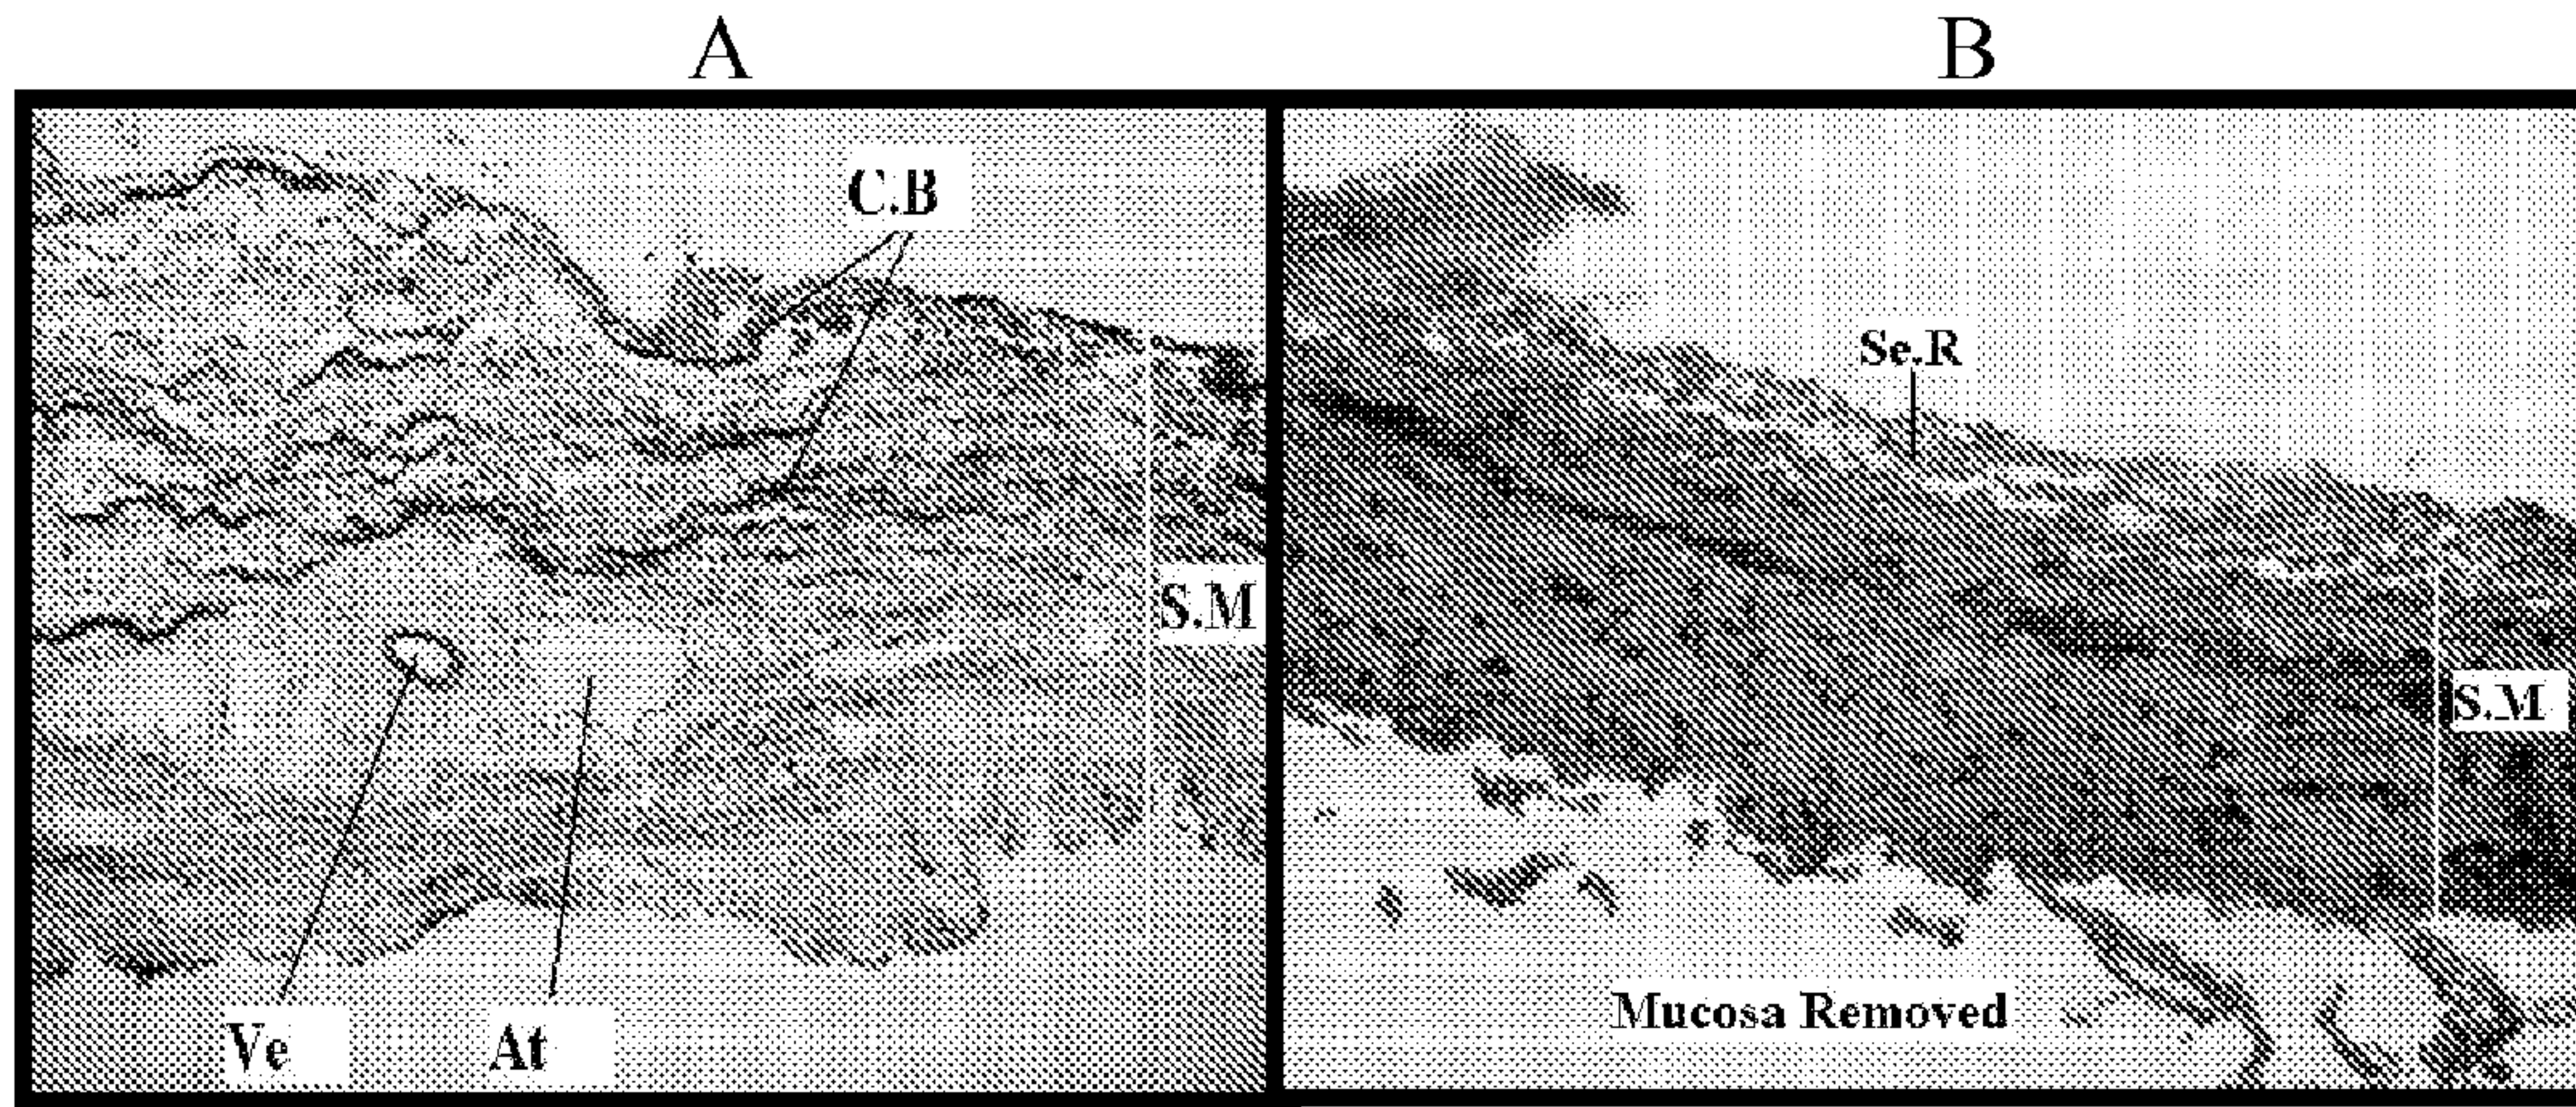 A
B
C.B
Se.R
S.M
S.M
Ve
At
Mucosa Removed